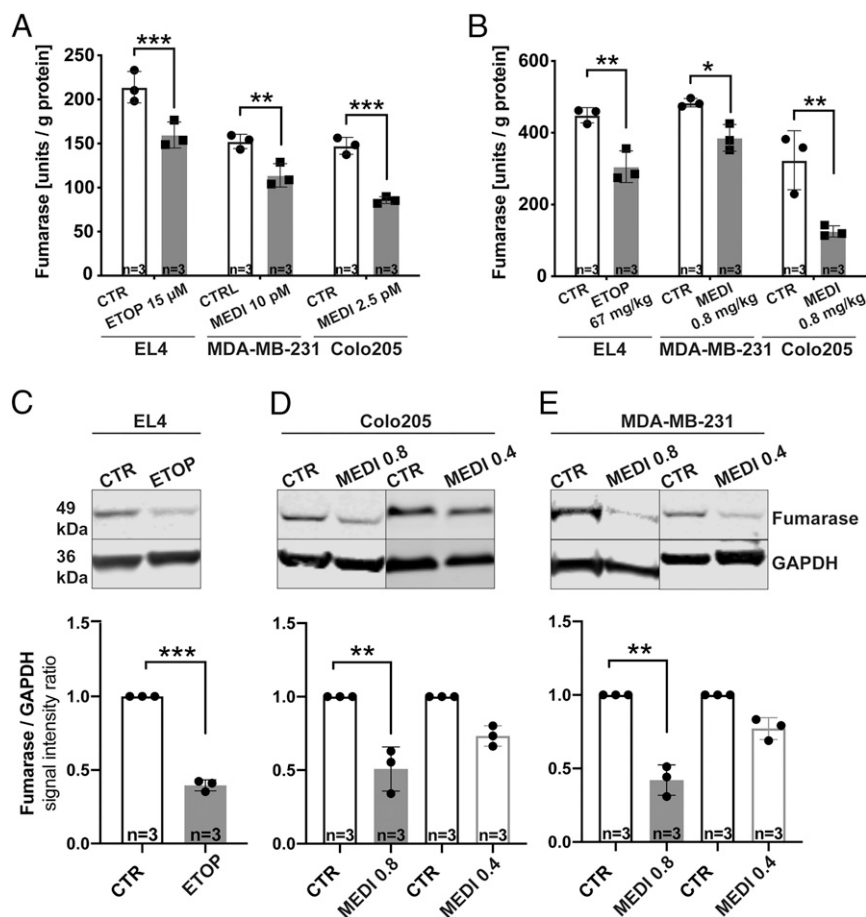 A
Fumarase [units / g protein]
250
200
150
100
50
0
***
**
***
n=3 n=3 n=3 n=3 n=3 n=3
CTR
ETOP 15 µM
CTRL
MEDI 10 pM
CTR
MEDI 2.5 pM
EL4 MDA-MB-231 Colo205
B
Fumarase [units / g protein]
600
400
200
0
**
*
**
n=3 n=3 n=3 n=3 n=3 n=3
CTR
ETOP
67 mg/kg
CTR
MEDI
0.8 mg/kg
CTR
MEDI
0.8 mg/kg
EL4 MDA-MB-231 Colo205
C
EL4
CTR ETOP
49
kDa
36
kDa
D
Colo205
CTR MEDI 0.8 CTR MEDI 0.4
E
MDA-MB-231
CTR MEDI 0.8 CTR MEDI 0.4
Fumarase
GAPDH
Fumarase / GAPDH
signal intensity ratio
1.5
1.0
0.5
0.0
***
n=3 n=3
CTR ETOP
1.5
1.0
0.5
0.0
**
n=3 n=3 n=3 n=3
CTR MEDI 0.8 CTR MEDI 0.4
1.5
1.0
0.5
0.0
**
n=3 n=3 n=3 n=3
CTR MEDI 0.8 CTR MEDI 0.4